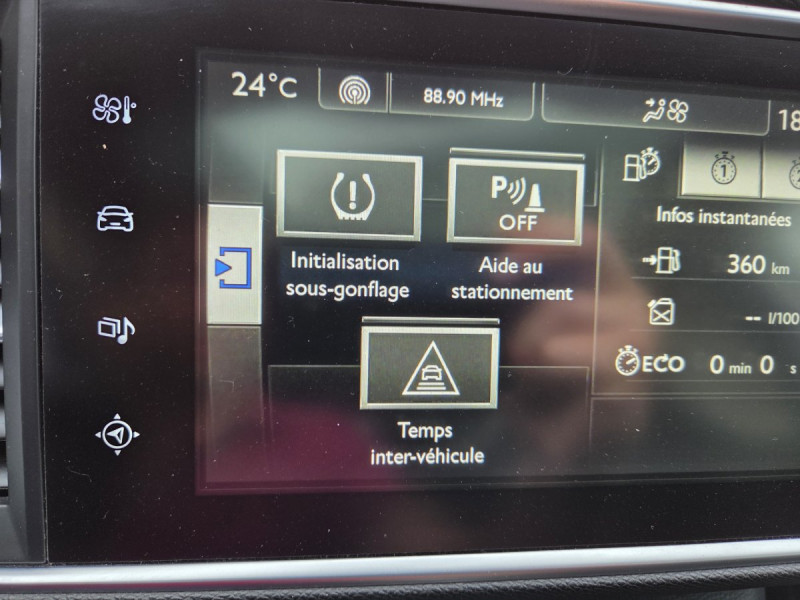 24°C
88.90 MHz
18
1
P
OFF
Infos instantanées
Initialisation
sous-gonflage
Aide au
stationnement
360 km
-- l/100
ECO 0 min 0 s
Temps
inter-véhicule